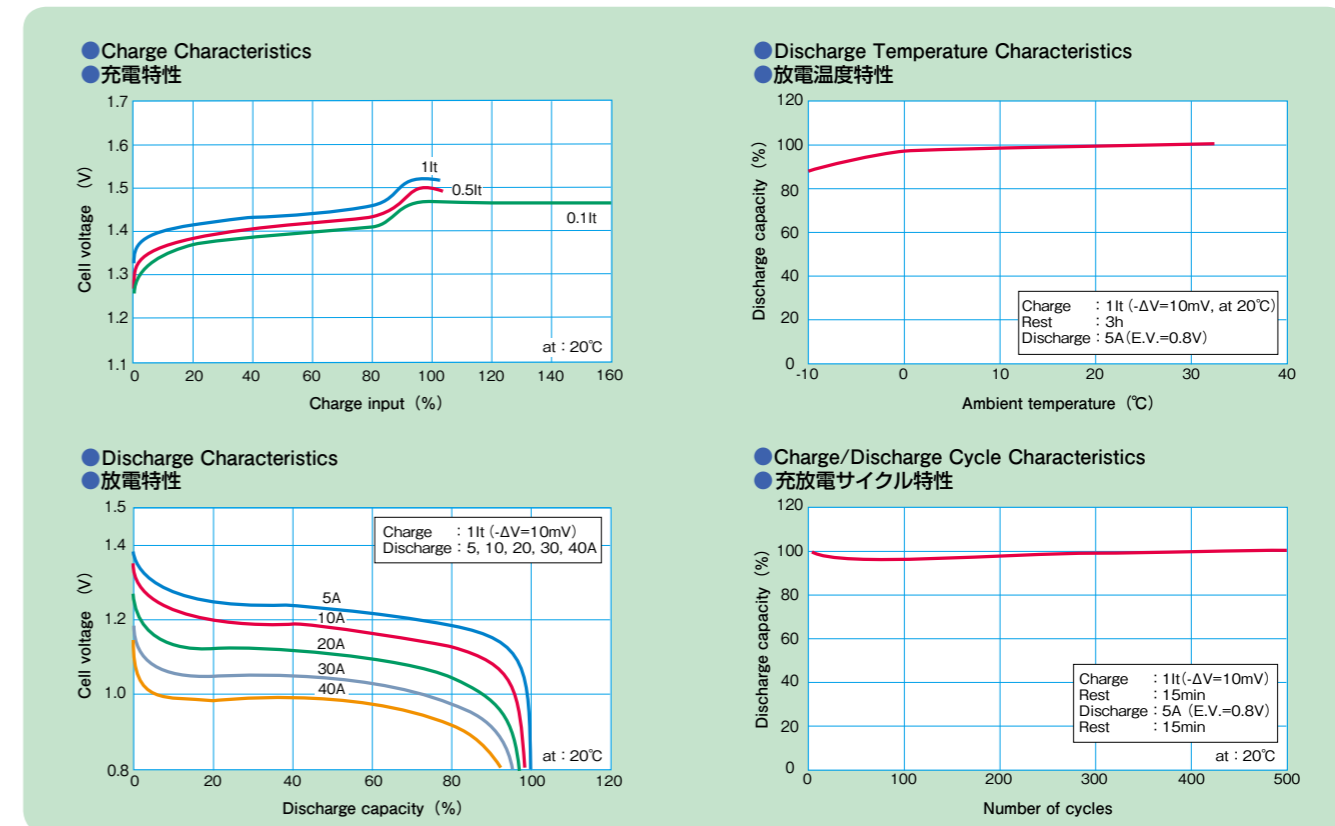 ●Charge Characteristics
●充電特性
1.7
1.6
1.5
1.4
1.3
1.2
1.1
Cell voltage (V)
1It
0.5It
0.1It
at：20℃
0 20 40 60 80 100 120 140 160
Charge input (%)
●Discharge Temperature Characteristics
●放電温度特性
120
100
80
60
40
20
0
Discharge capacity (%)
Charge ：1It (-ΔV=10mV, at 20℃)
Rest ：3h
Discharge：5A(E.V.=0.8V)
-10 0 10 20 30 40
Ambient temperature (℃)
●Discharge Characteristics
●放電特性
1.5
1.4
1.2
1.0
0.8
Cell voltage (V)
Charge ：1It (-ΔV=10mV)
Discharge：5, 10, 20, 30, 40A
5A
10A
20A
30A
40A
at：20℃
0 20 40 60 80 100 120
Discharge capacity (%)
●Charge/Discharge Cycle Characteristics
●充放電サイクル特性
120
100
80
60
40
20
0
Discharge capacity (%)
Charge ：1It(-ΔV=10mV)
Rest ：15min
Discharge：5A (E.V.=0.8V)
Rest ：15min
at：20℃
0 100 200 300 400 500
Number of cycles